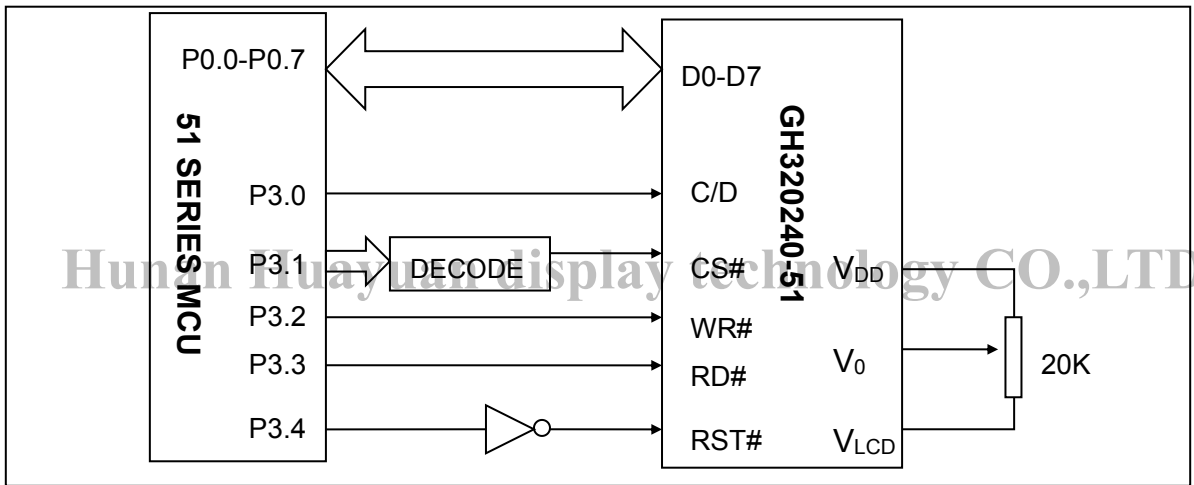 P0.0-P0.7
D0-D7
51 SERIES MCU
GH320240-51
P3.0
C/D
P3.1
DECODE
CS#
VDD
Hunan Huayuan display technology CO.,LTD
P3.2
WR#
P3.3
RD#
V0
20K
P3.4
RST#
VLCD